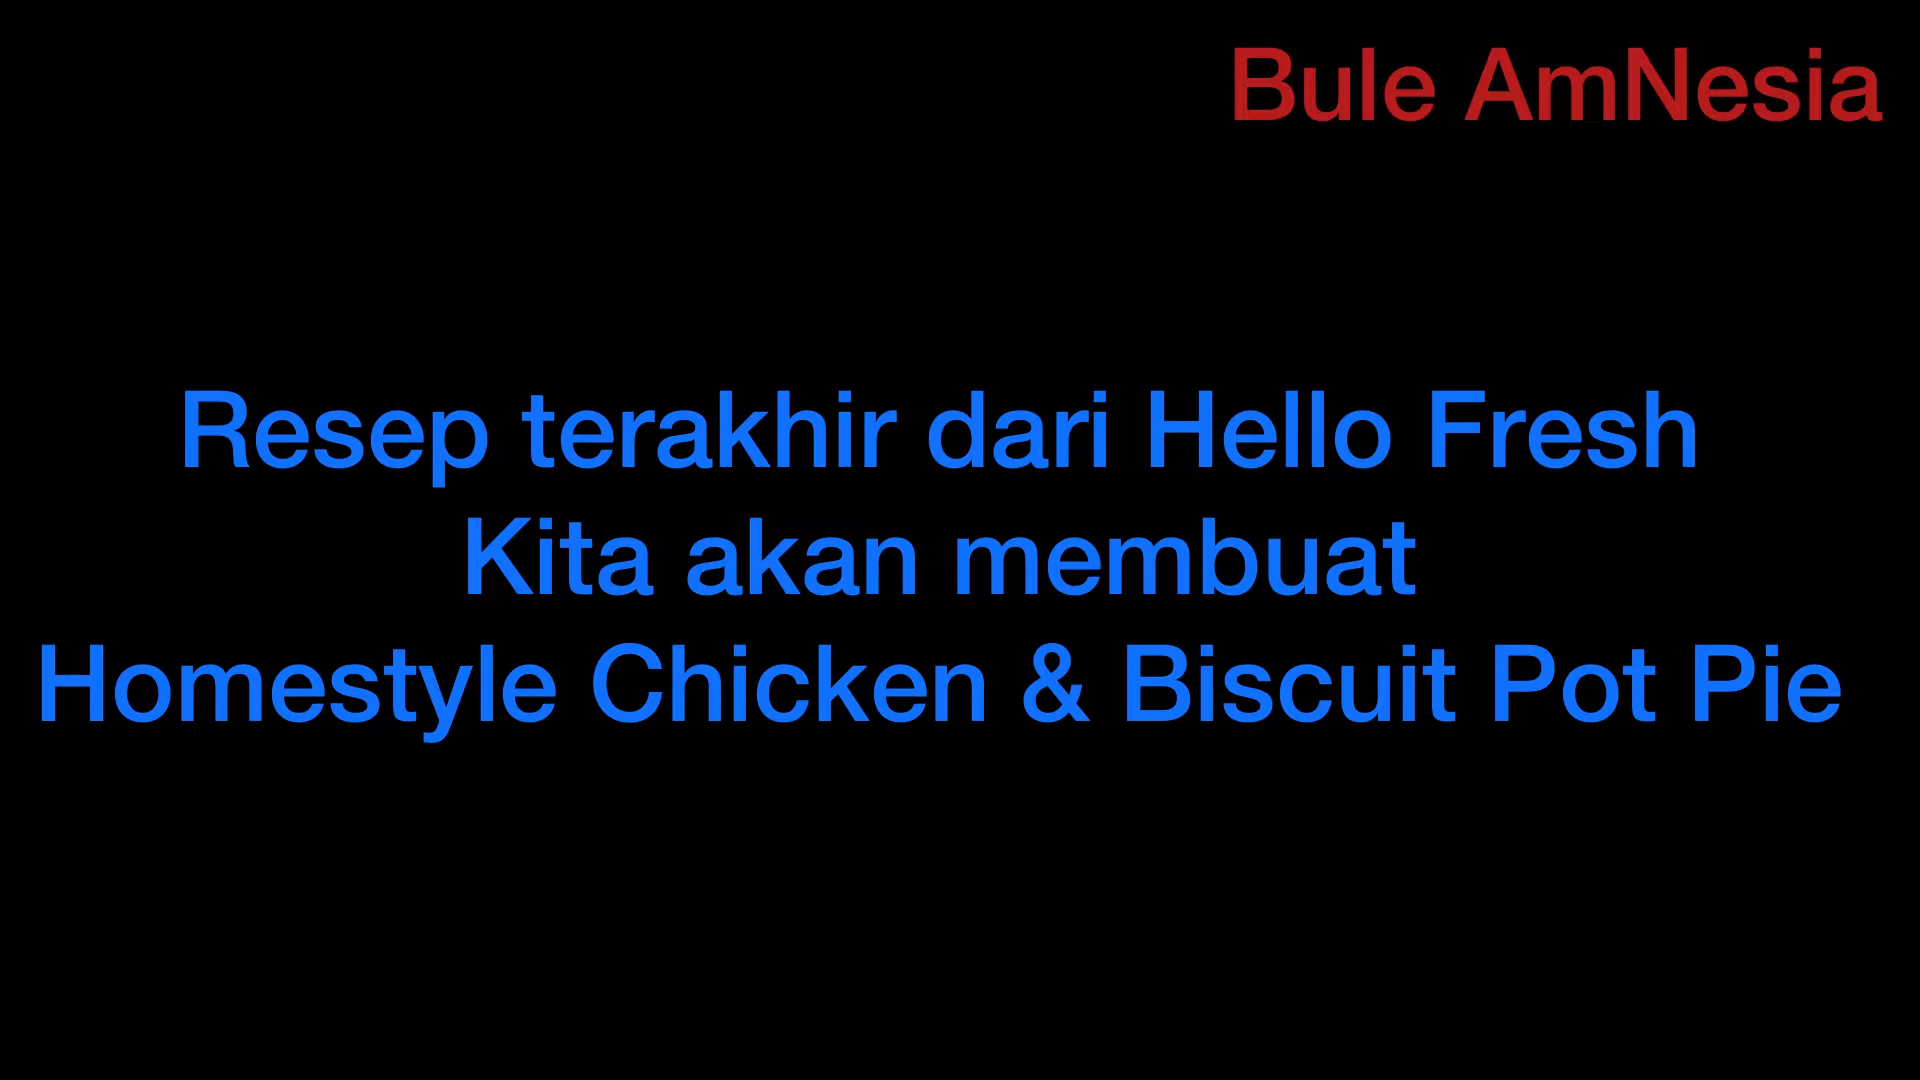 Bule AmNesia
Resep terakhir dari Hello Fresh
Kita akan membuat
Homestyle Chicken & Biscuit Pot Pie